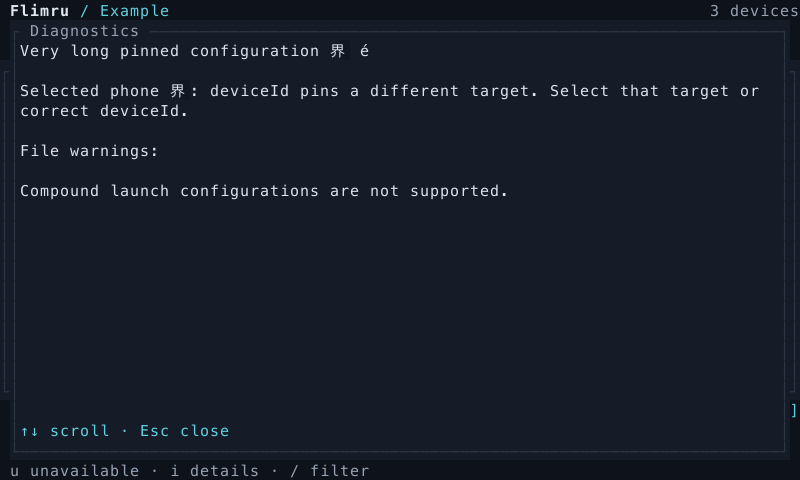 Flimru / Example 3 devices
Diagnostics
Very long pinned configuration 界 é
Selected phone 界: deviceId pins a different target. Select that target or
correct deviceId.
File warnings:
Compound launch configurations are not supported.
]
↑↓ scroll · Esc close
u unavailable · i details · / filter